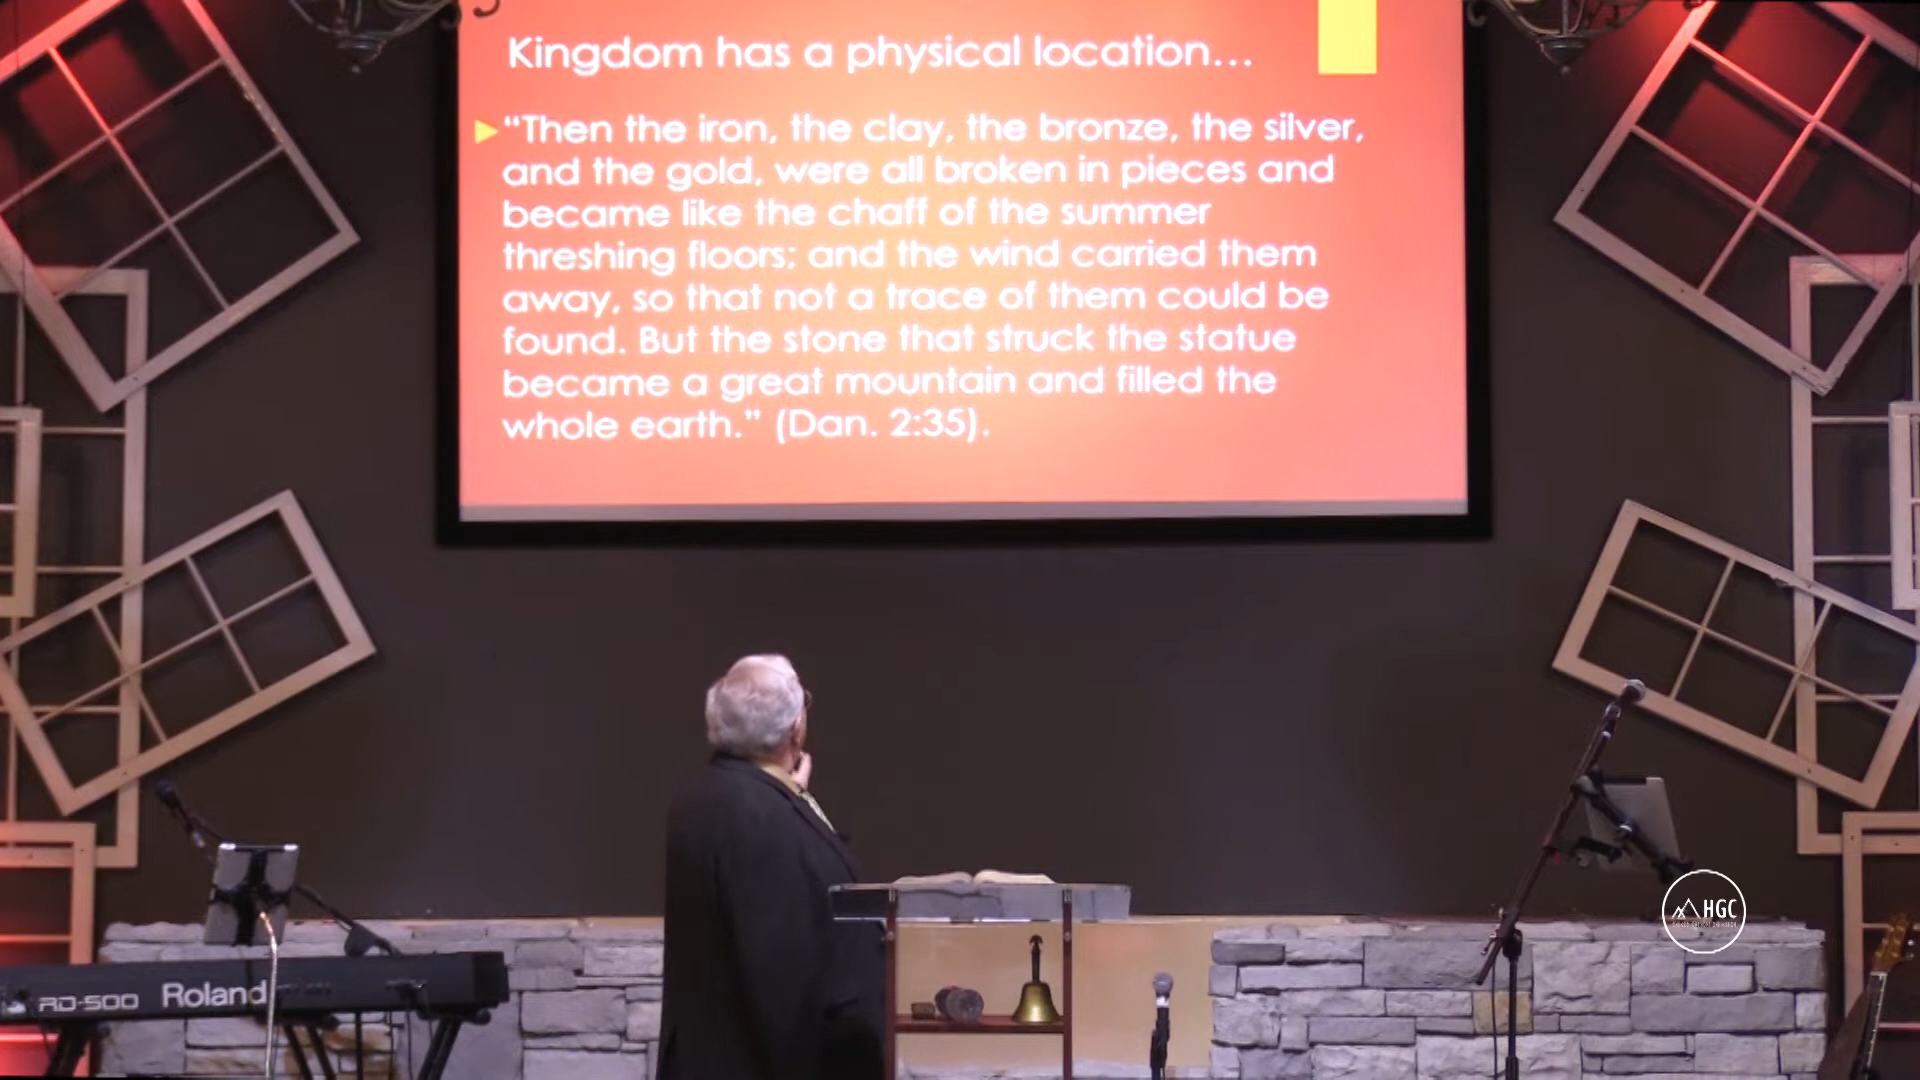 Kingdom has a physical location...
“Then the iron, the clay, the bronze, the silver,
and the gold, were all broken in pieces and
became like the chaff of the summer
threshing floors; and the wind carried them
away, so that not a trace of them could be
found. But the stone that struck the statue
became a great mountain and filled the
whole earth.” (Dan. 2:35).
RD-500 Roland
HGC